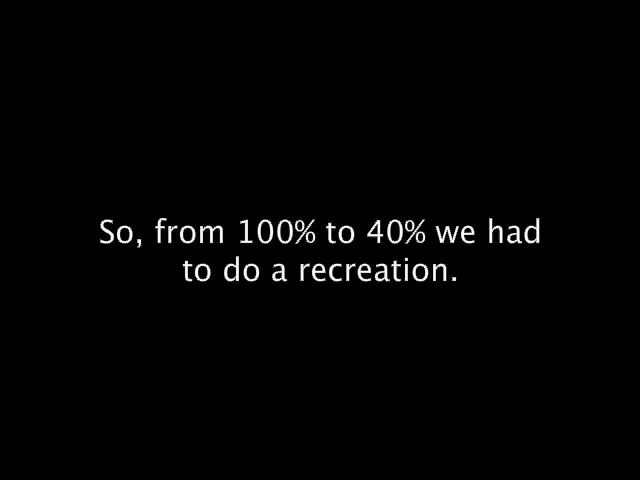 So, from 100% to 40% we had
to do a recreation.